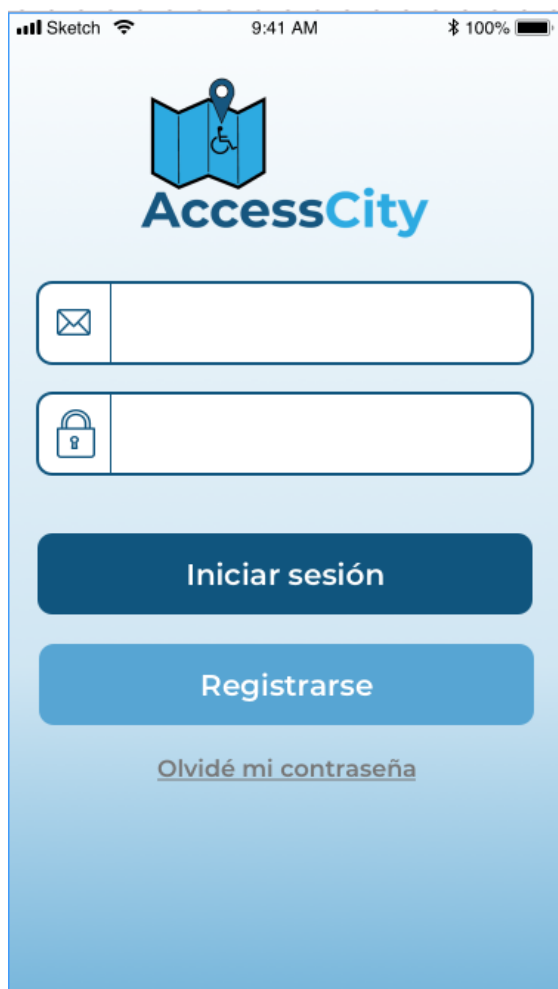 Sketch 9:41 AM 100%
AccessCity
Iniciar sesión
Registrarse
Olvidé mi contraseña